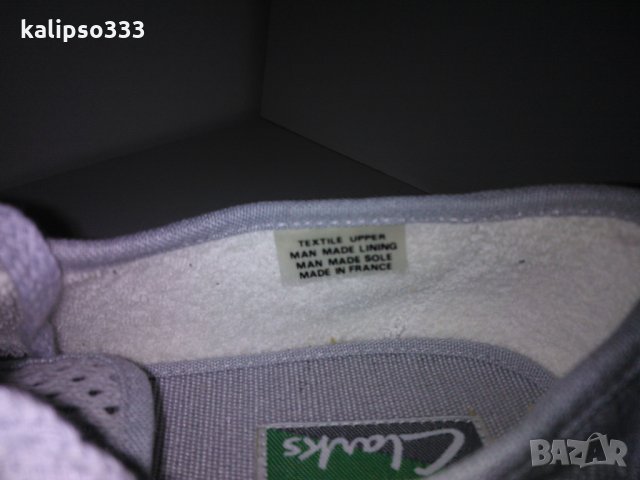 kalipso333
TEXTILE UPPER
MAN MADE LINING
MAN MADE SOLE
MADE IN FRANCE
Clarks
BAZAR